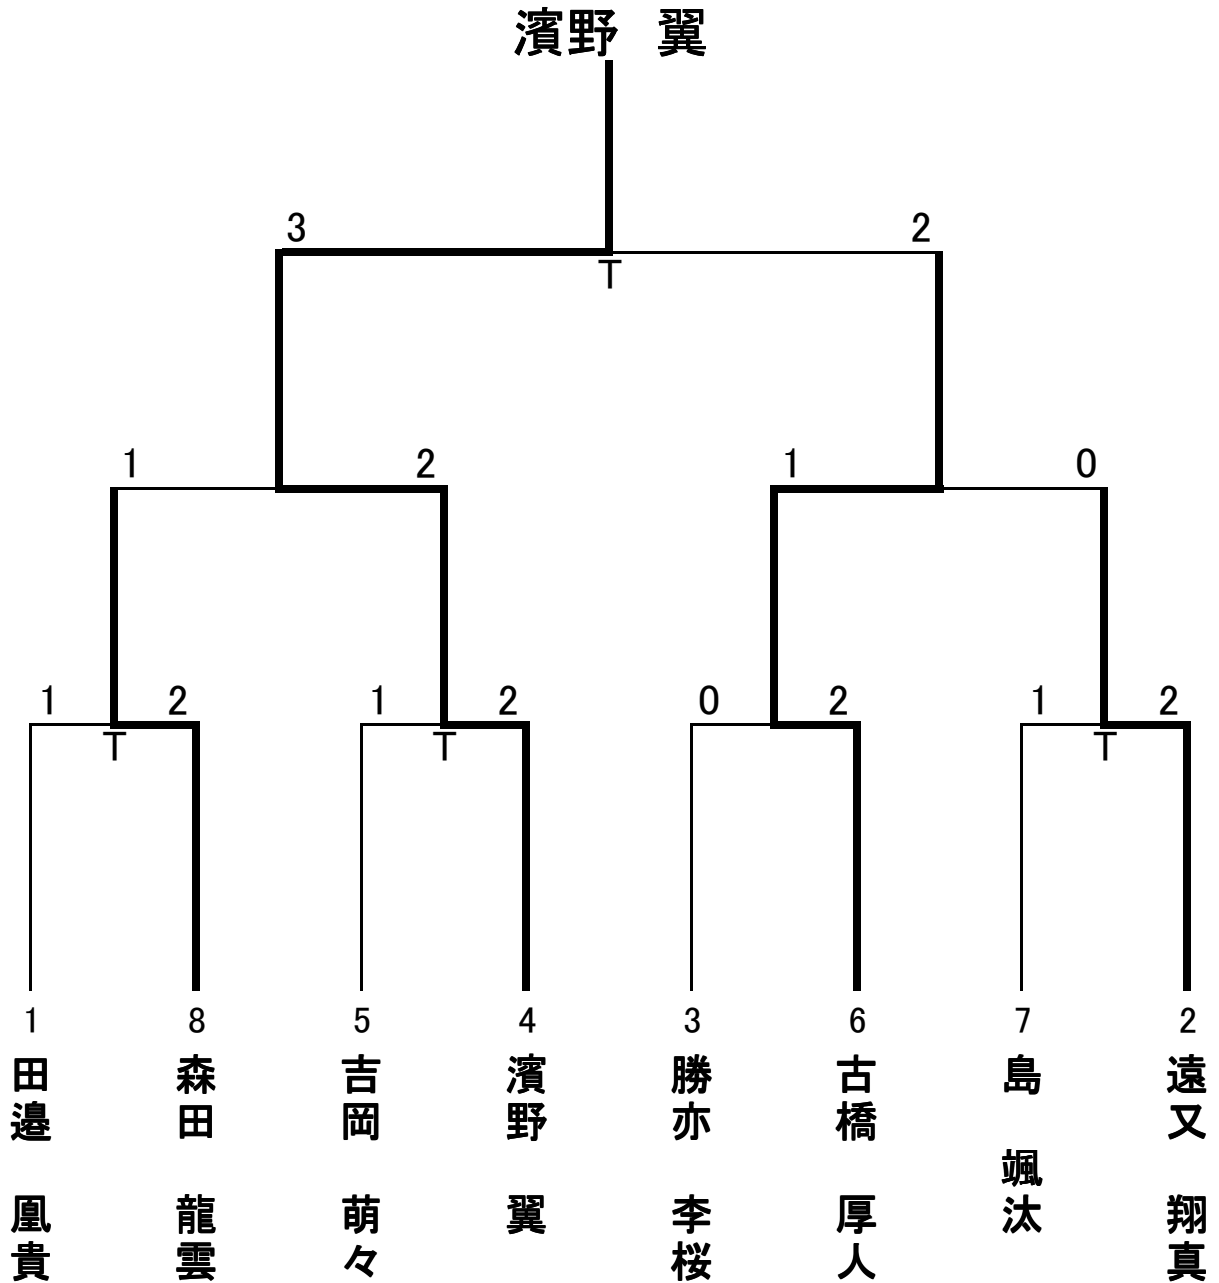 濱野　翼
3 2
T
1 2 1 0
1 2 1 2 0 2 1 2
T T T
1 8 5 4 3 6 7 2
田邉　凰貴
森田　龍雲
吉岡　萌々
濱野　翼
勝亦　李桜
古橋　厚人
島　颯汰
遠又　翔真